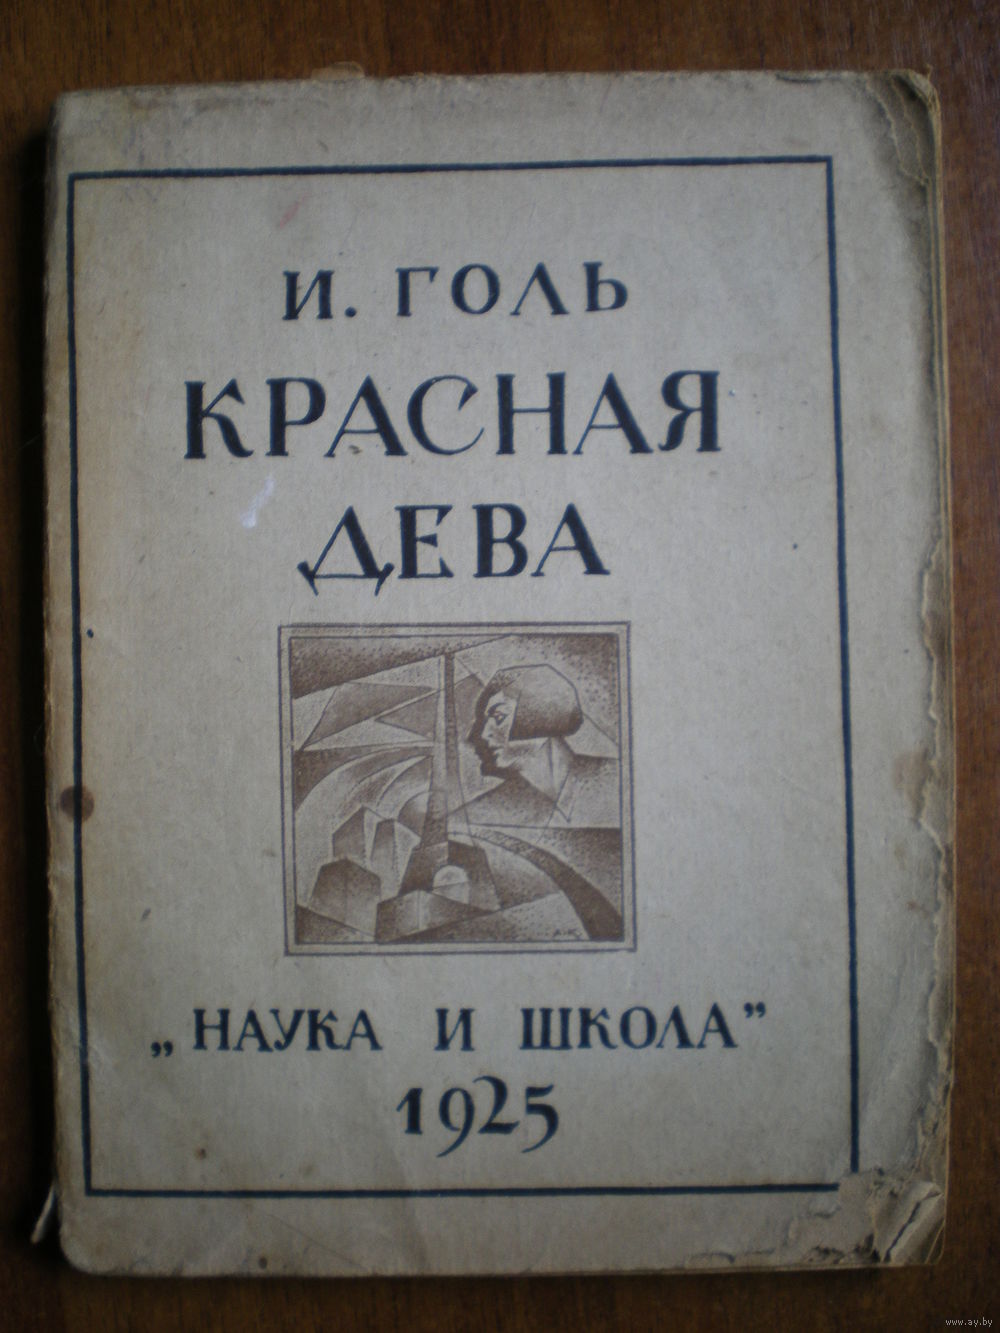 И. ГОЛЬ
КРАСНАЯ
ДЕВА
„НАУКА И ШКОЛА”
1925
www.ay.by